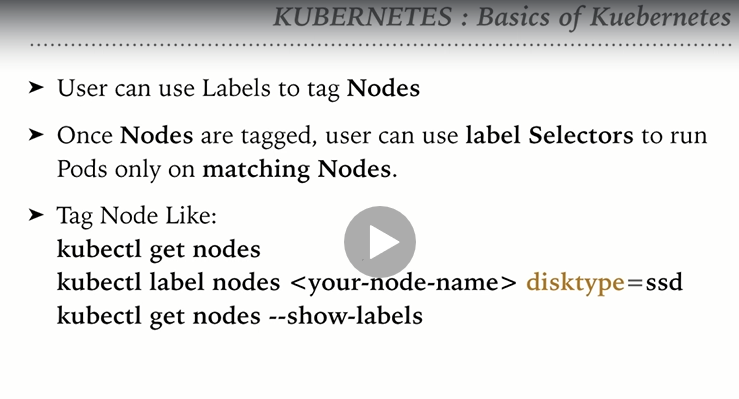 KUBERNETES : Basics of Kuebernetes
➤ User can use Labels to tag Nodes
➤ Once Nodes are tagged, user can use label Selectors to run
Pods only on matching Nodes.
➤ Tag Node Like:
kubectl get nodes
kubectl label nodes <your-node-name> disktype=ssd
kubectl get nodes --show-labels